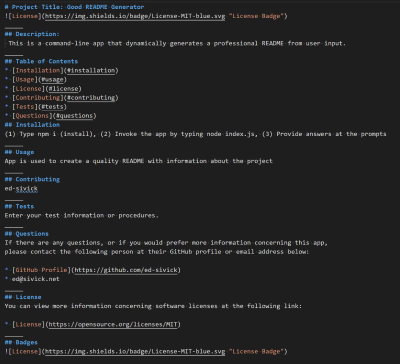 # Project Title: Good README Generator
![License](https://img.shields.io/badge/License-MIT-blue.svg "License Badge")
_____
## Description:
This is a command-line app that dynamically generates a professional README from user input.
_____
## Table of Contents
* [Installation](#installation)
* [Usage](#usage)
* [License](#license)
* [Contributing](#contributing)
* [Tests](#tests)
* [Questions](#questions)
## Installation
(1) Type npm i (install), (2) Invoke the app by typing node index.js, (3) Provide answers at the prompts
_____
## Usage
App is used to create a quality README with information about the project
_____
## Contributing
ed-sivick
_____
## Tests
Enter your test information or procedures.
_____
## Questions
If there are any questions, or if you would prefer more information concerning this app,
please contact the following person at their GitHub profile or email address below:
* [GitHub Profile](https://github.com/ed-sivick)
* ed@sivick.net
_____
## License
You can view more information concerning software licenses at the following link:
* [License](https://opensource.org/licenses/MIT)
_____
## Badges
![License](https://img.shields.io/badge/License-MIT-blue.svg "License Badge")